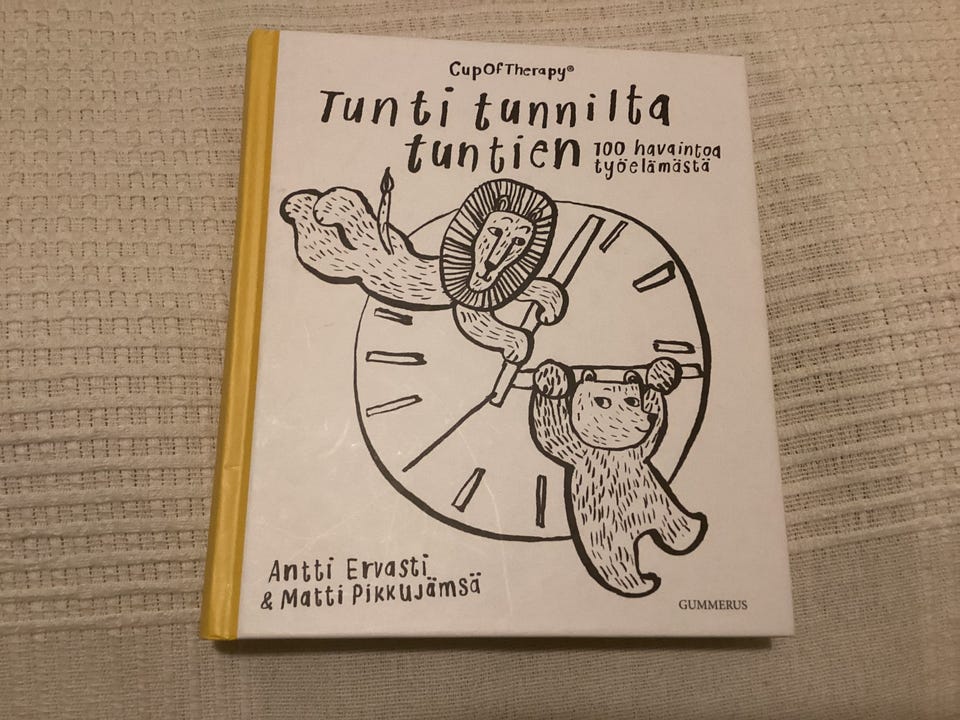 CupOfTherapy®
Tunti tunnilta
tuntien
100 havaintoa
työelämästä
Antti Ervasti
& Matti Pikkujämsä
GUMMERUS